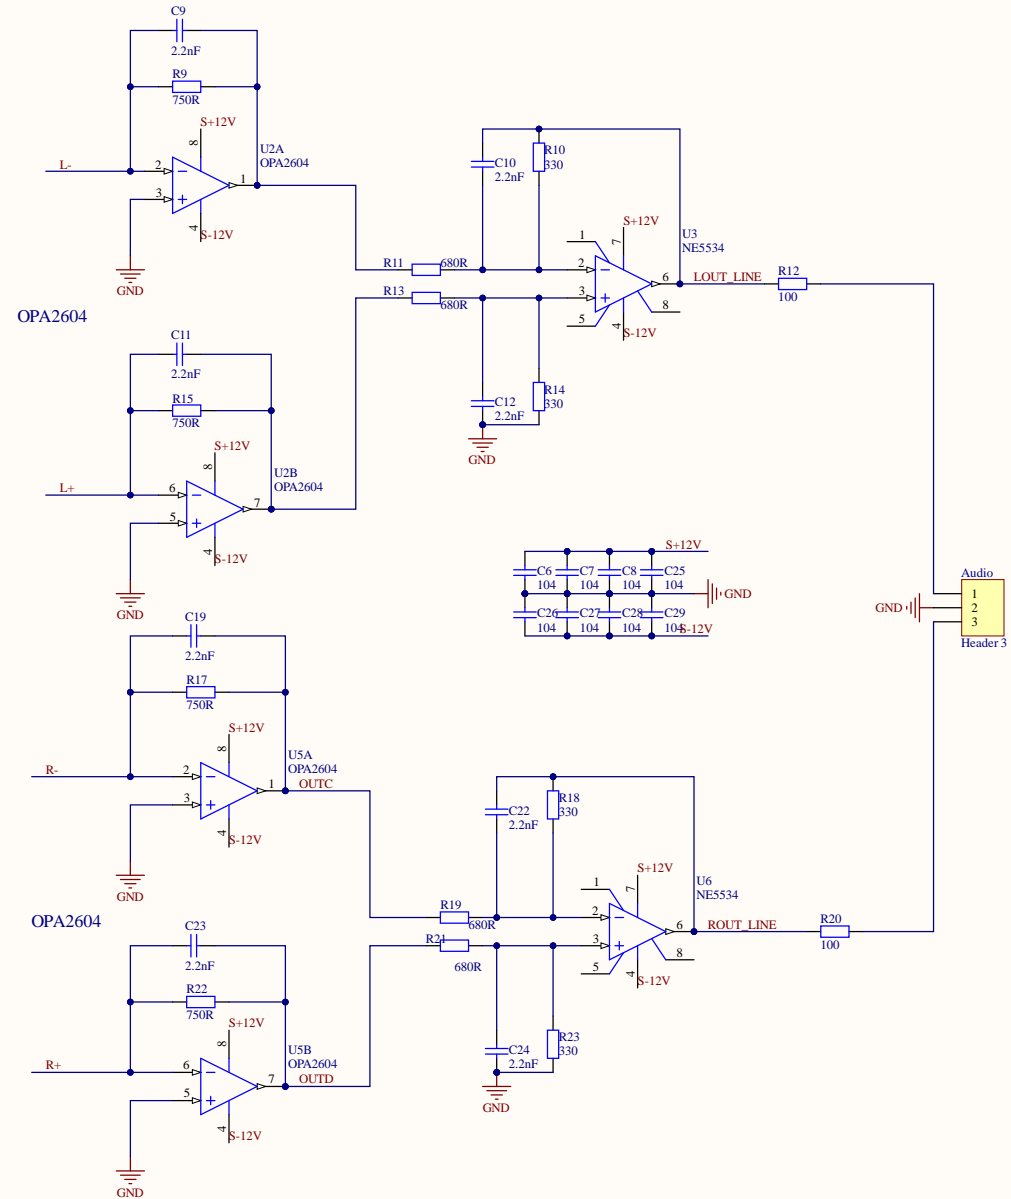 C9
2.2nF
R9
750R
S+12V
8
U2A
OPA2604
L-
2
3
1
4
S-12V
GND
C10
2.2nF
R10
330
S+12V
U3
NE5534
1
7
R11
680R
2
6
LOUT_LINE
R12
100
R13
680R
3
5
4
8
S-12V
OPA2604
C11
2.2nF
R15
750R
S+12V
8
U2B
OPA2604
L+
6
5
7
4
S-12V
GND
C12
2.2nF
R14
330
GND
S+12V
C6
104
C7
104
C8
104
C25
104
GND
C26
104
C27
104
C28
104
C29
104
S-12V
Audio
1
GND
2
3
Header 3
C19
2.2nF
R17
750R
S+12V
8
U5A
OPA2604
R-
2
3
1
OUTC
4
S-12V
GND
C22
2.2nF
R18
330
S+12V
U6
NE5534
1
7
R19
680R
2
6
ROUT_LINE
R20
100
R21
680R
3
5
4
8
S-12V
OPA2604
C23
2.2nF
R22
750R
S+12V
8
U5B
OPA2604
R+
6
5
7
OUTD
4
S-12V
GND
C24
2.2nF
R23
330
GND